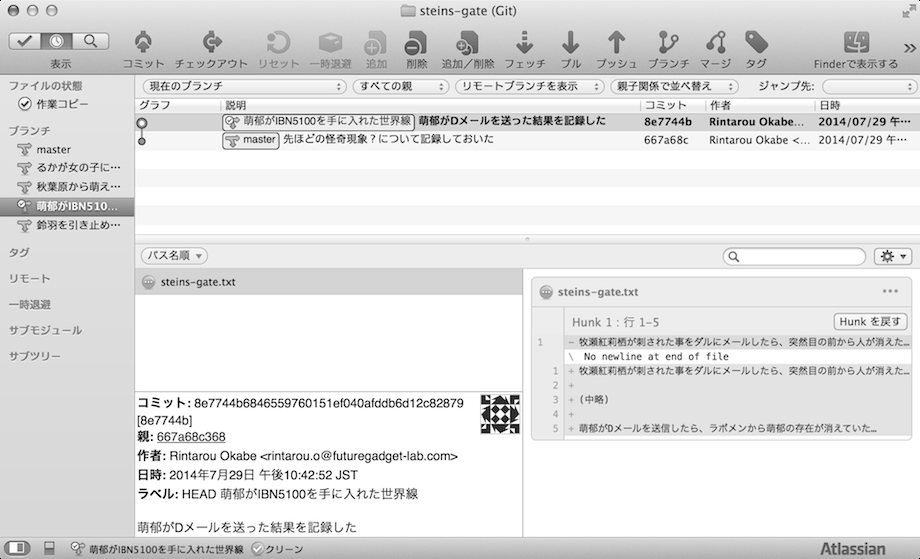 steins-gate (Git)
表示
コミット
チェックアウト
リセット
一時退避
追加
削除
追加/削除
フェッチ
プル
プッシュ
ブランチ
マージ
タグ
Finderで表示する
ファイルの状態
作業コピー
ブランチ
master
るかが女の子に…
秋葉原から萌え…
萌郁がIBN510...
鈴羽を引き止め…
タグ
リモート
一時退避
サブモジュール
サブツリー
現在のブランチ
すべての親
リモートブランチを表示
親子関係で並べ替え
ジャンプ先:
グラフ 説明 コミット 作者 日時
萌郁がIBN5100を手に入れた世界線 萌郁がDメールを送った結果を記録した 8e7744b Rintarou Okabe... 2014/07/29 午…
master 先ほどの怪奇現象？について記録しておいた 667a68c Rintarou Okabe <... 2014/07/29 午…
パス名順
steins-gate.txt
コミット: 8e7744b6846559760151ef040afddb6d12c82879
[8e7744b]
親: 667a68c368
作者: Rintarou Okabe <rintarou.o@futuregadget-lab.com>
日時: 2014年7月29日 午後10:42:52 JST
ラベル: HEAD 萌郁がIBN5100を手に入れた世界線
萌郁がDメールを送った結果を記録した
steins-gate.txt
Hunk 1 : 行 1-5 Hunk を戻す
1 − 牧瀬紅莉栖が刺された事をダルにメールしたら、突然目の前から人が消えた…
\ No newline at end of file
1 + 牧瀬紅莉栖が刺された事をダルにメールしたら、突然目の前から人が消えた…
2 +
3 + (中略)
4 +
5 + 萌郁がDメールを送信したら、ラボメンから萌郁の存在が消えていた…
萌郁がIBN5100を手に入れた世界線 クリーン
Atlassian